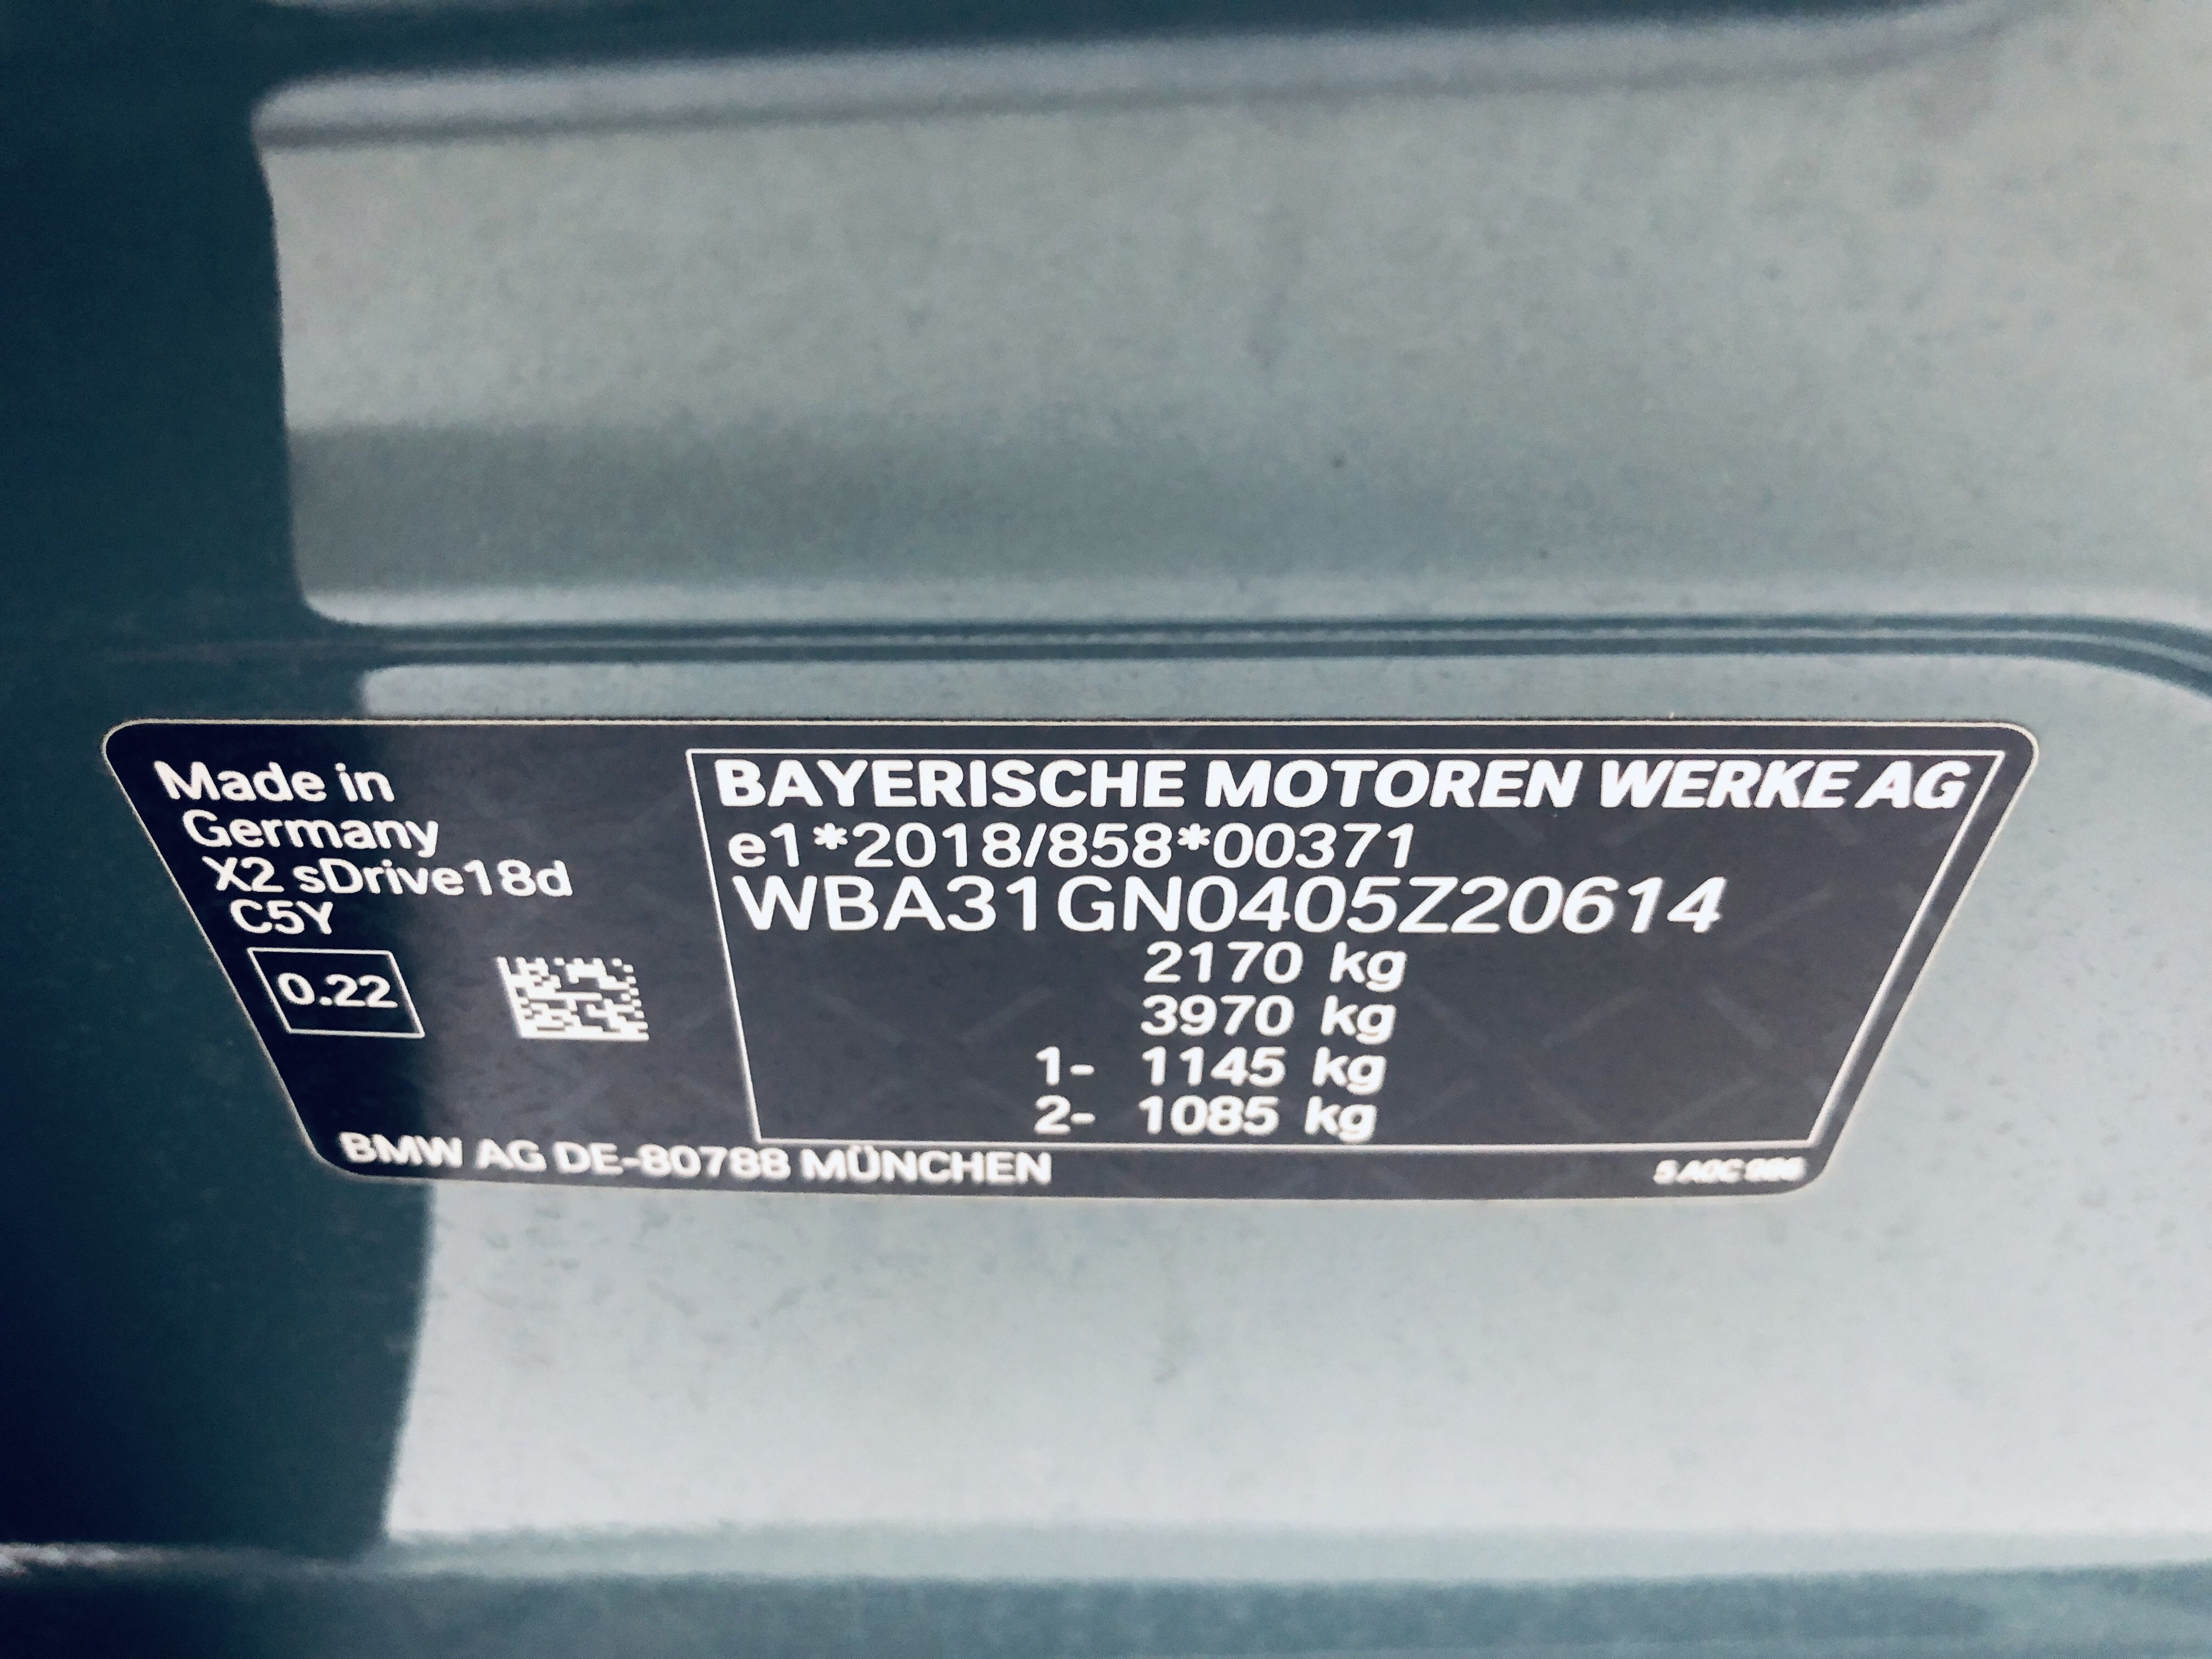 Made in
Germany
X2 sDrive18d
C5Y
0.22
BAYERISCHE MOTOREN WERKE AG
e1*2018/858*00371
WBA31GN0405Z20614
2170 kg
3970 kg
1- 1145 kg
2- 1085 kg
BMW AG DE-80788 MÜNCHEN